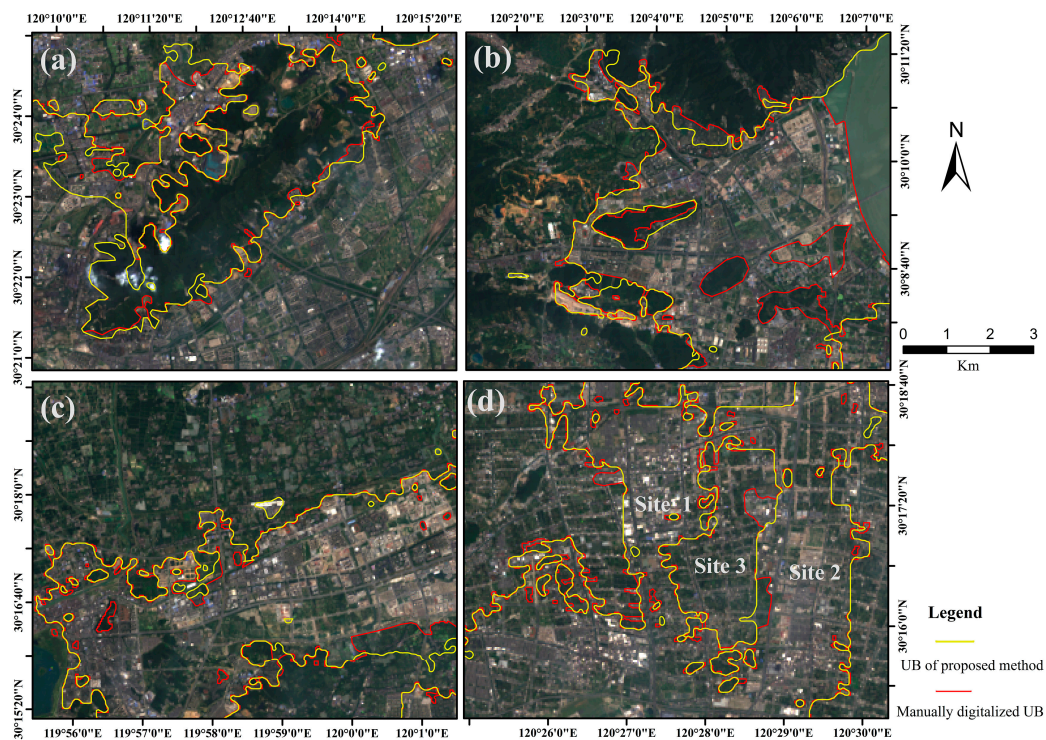 120°10'0"E 120°11'20"E 120°12'40"E 120°14'0"E 120°15'20"E
120°2'0"E 120°3'0"E 120°4'0"E 120°5'0"E 120°6'0"E 120°7'0"E
(a)
30°24'0"N
30°23'0"N
30°22'0"N
30°21'0"N
(b)
30°11'20"N
30°10'0"N
30°8'40"N
N
0 1 2 3
Km
(c)
30°18'0"N
30°16'40"N
30°15'20"N
(d)
Site 1
Site 3
Site 2
30°18'40"N
30°17'20"N
30°16'0"N
Legend
UB of proposed method
Manually digitalized UB
119°56'0"E 119°57'0"E 119°58'0"E 119°59'0"E 120°0'0"E 120°1'0"E
120°26'0"E 120°27'0"E 120°28'0"E 120°29'0"E 120°30'0"E